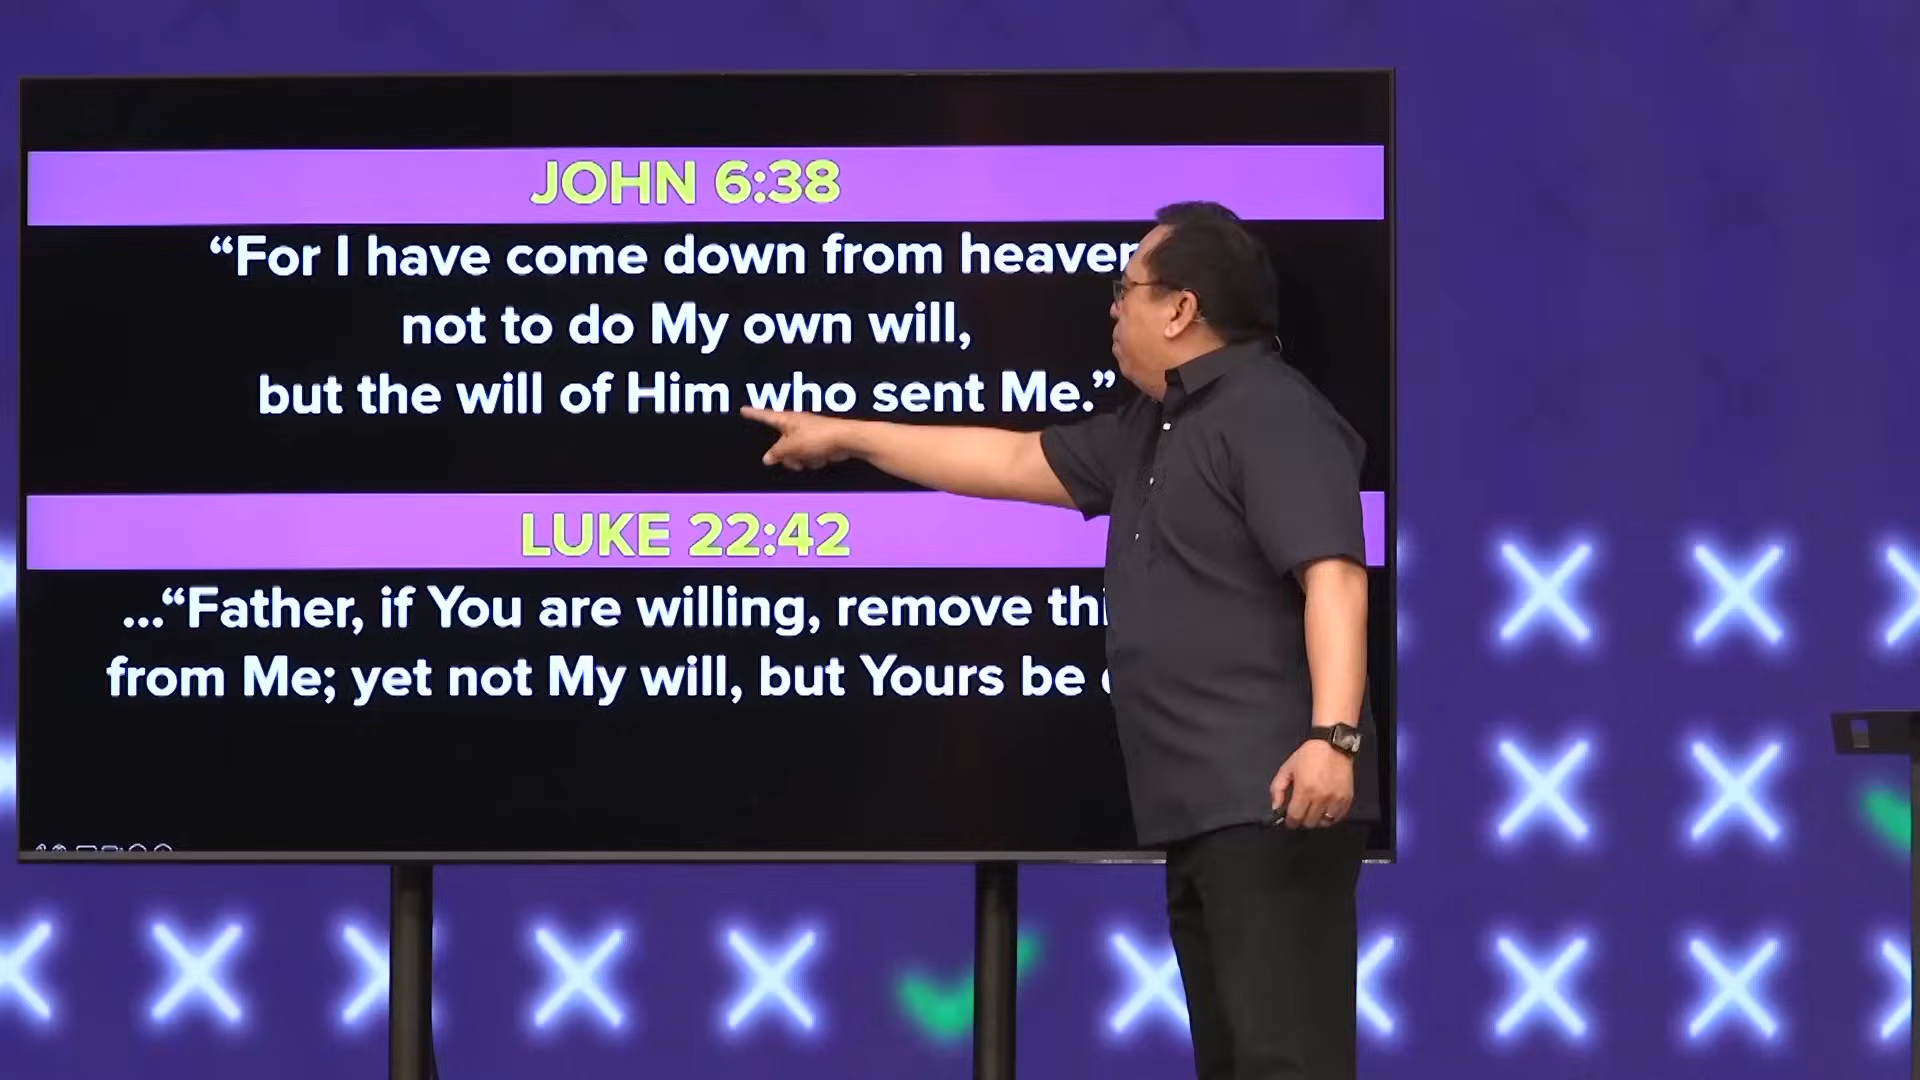 JOHN 6:38
“For I have come down from heaven
not to do My own will,
but the will of Him who sent Me.”
LUKE 22:42
...“Father, if You are willing, remove
from Me; yet not My will, but Yours be